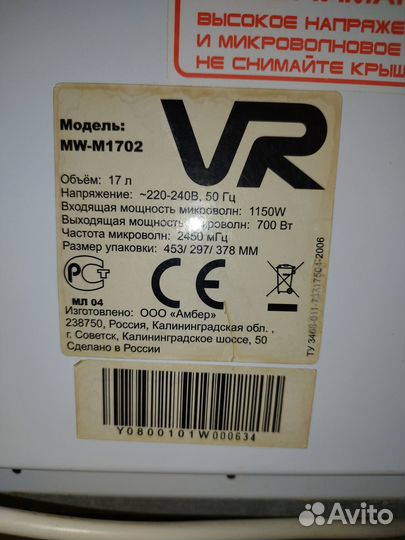 ВЫСОКОЕ НАПРЯЖЕ
И МИКРОВОЛНОВОЕ
НЕ СНИМАЙТЕ КРЫШ
VR
Модель:
MW-M1702
Объём: 17 л
Напряжение: ~220-240В, 50 Гц
Входящая мощность микроволн: 1150W
Выходящая мощность микроволн: 700 Вт
Частота микроволн: 2450 мГц
Размер упаковки: 453/ 297/ 378 ММ
РСТ
МЛ 04
CE
Изготовлено: ООО «Амбер»
238750, Россия, Калининградская обл. ,
г. Советск, Калининградское шоссе, 50
Сделано в России
Y0800101W000634
Avito